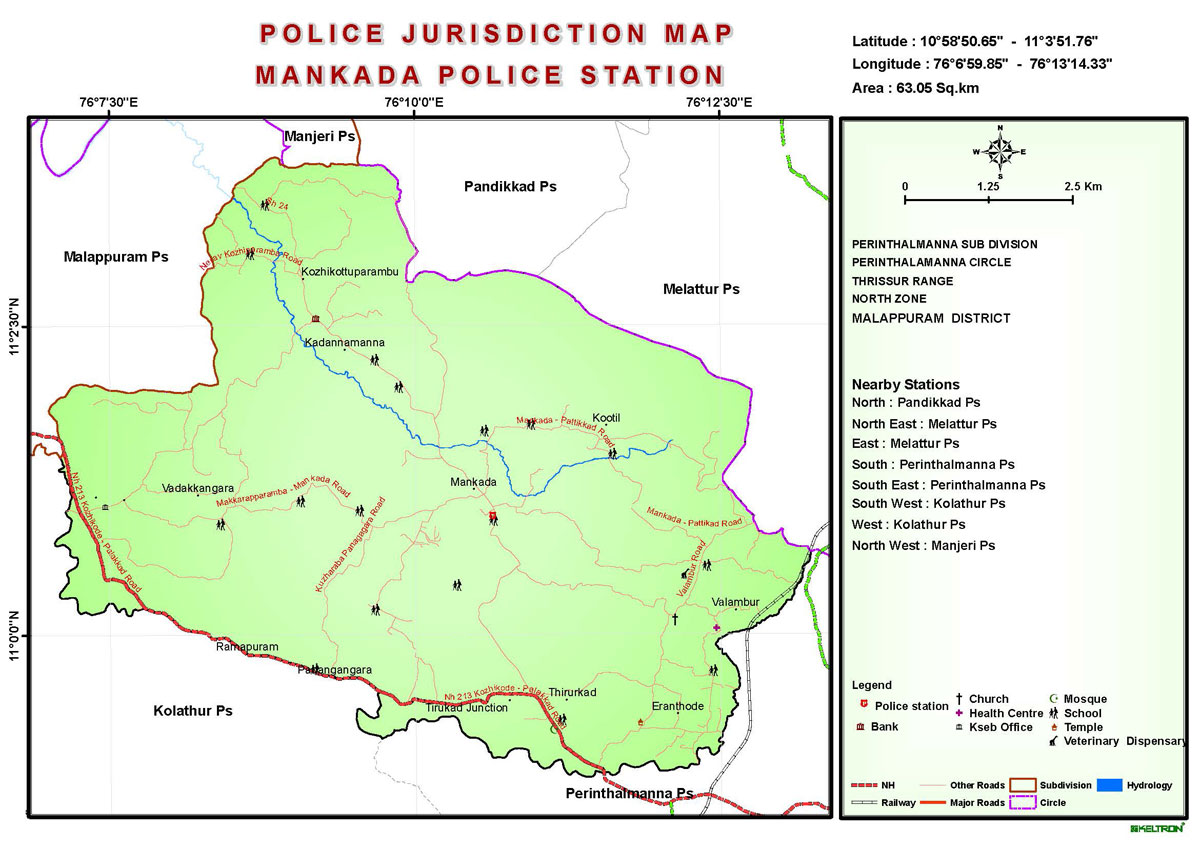 POLICE JURISDICTION MAP
MANKADA POLICE STATION
Latitude : 10°58'50.65" - 11°3'51.76"
Longitude : 76°6'59.85" - 76°13'14.33"
Area : 63.05 Sq.km
76°7'30"E
76°10'0"E
76°12'30"E
11°2'30"N
11°0'0"N
Manjeri Ps
Pandikkad Ps
Malappuram Ps
Melattur Ps
Sh 24
Kozhiparamba Road
Kozhikottuparambu
Kadannamanna
Mankada - Pattikkad Road
Kootil
Vadakkangara
Makkarapparamba - Mankada Road
Mankada
Kuzharaba Panagagara Road
Mankada - Pattikad Road
Nh 213 Kozhikode - Palakkad Road
Valambur Road
Valambur
Ramapuram
Nh 213 Kozhikode - Palakkad Road
Thirurkad
Tirukad Junction
Eranthode
Kolathur Ps
Perinthalmanna Ps
N
W
E
S
0
1.25
2.5 Km
PERINTHALMANNA SUB DIVISION
PERINTHALAMANNA CIRCLE
THRISSUR RANGE
NORTH ZONE
MALAPPURAM DISTRICT
Nearby Stations
North : Pandikkad Ps
North East : Melattur Ps
East : Melattur Ps
South : Perinthalmanna Ps
South East : Perinthalmanna Ps
South West : Kolathur Ps
West : Kolathur Ps
North West : Manjeri Ps
Legend
Police station
Bank
Church
Health Centre
Kseb Office
Mosque
School
Temple
Veterinary Dispensary
NH
Other Roads
Subdivision
Hydrology
Railway
Major Roads
Circle
KELTRON